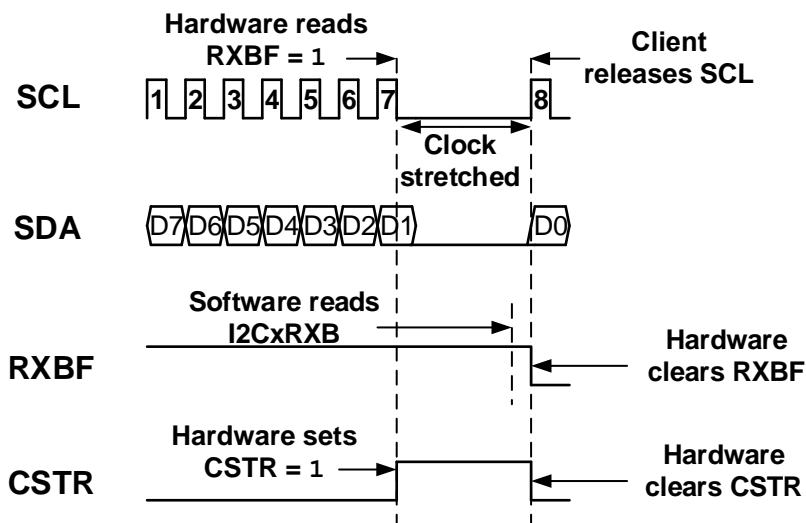 Hardware reads
RXBF = 1
Client
releases SCL
SCL
1 2 3 4 5 6 7 8
Clock
stretched
SDA
D7 D6 D5 D4 D3 D2 D1 D0
Software reads
I2CxRXB
RXBF
Hardware
clears RXBF
Hardware sets
CSTR = 1
CSTR
Hardware
clears CSTR